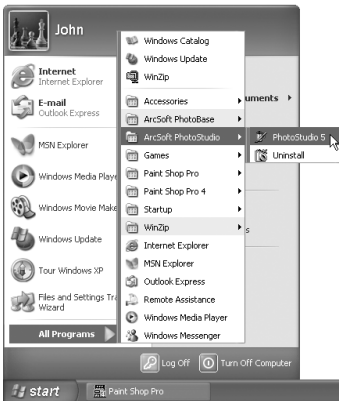 John
Internet
Internet Explorer
E-mail
Outlook Express
MSN Explorer
Windows Media Playe
Windows Movie Make
Windows Update
Tour Windows XP
Files and Settings Tra
Wizard
All Programs
Windows Catalog
Windows Update
WinZip
Accessories
ArcSoft PhotoBase
ArcSoft PhotoStudio
Games
Paint Shop Pro
Paint Shop Pro 4
Startup
WinZip
Internet Explorer
MSN Explorer
Outlook Express
Remote Assistance
Windows Media Player
Windows Messenger
uments
s
PhotoStudio 5
Uninstall
Log Off
Turn Off Computer
start
Paint Shop Pro